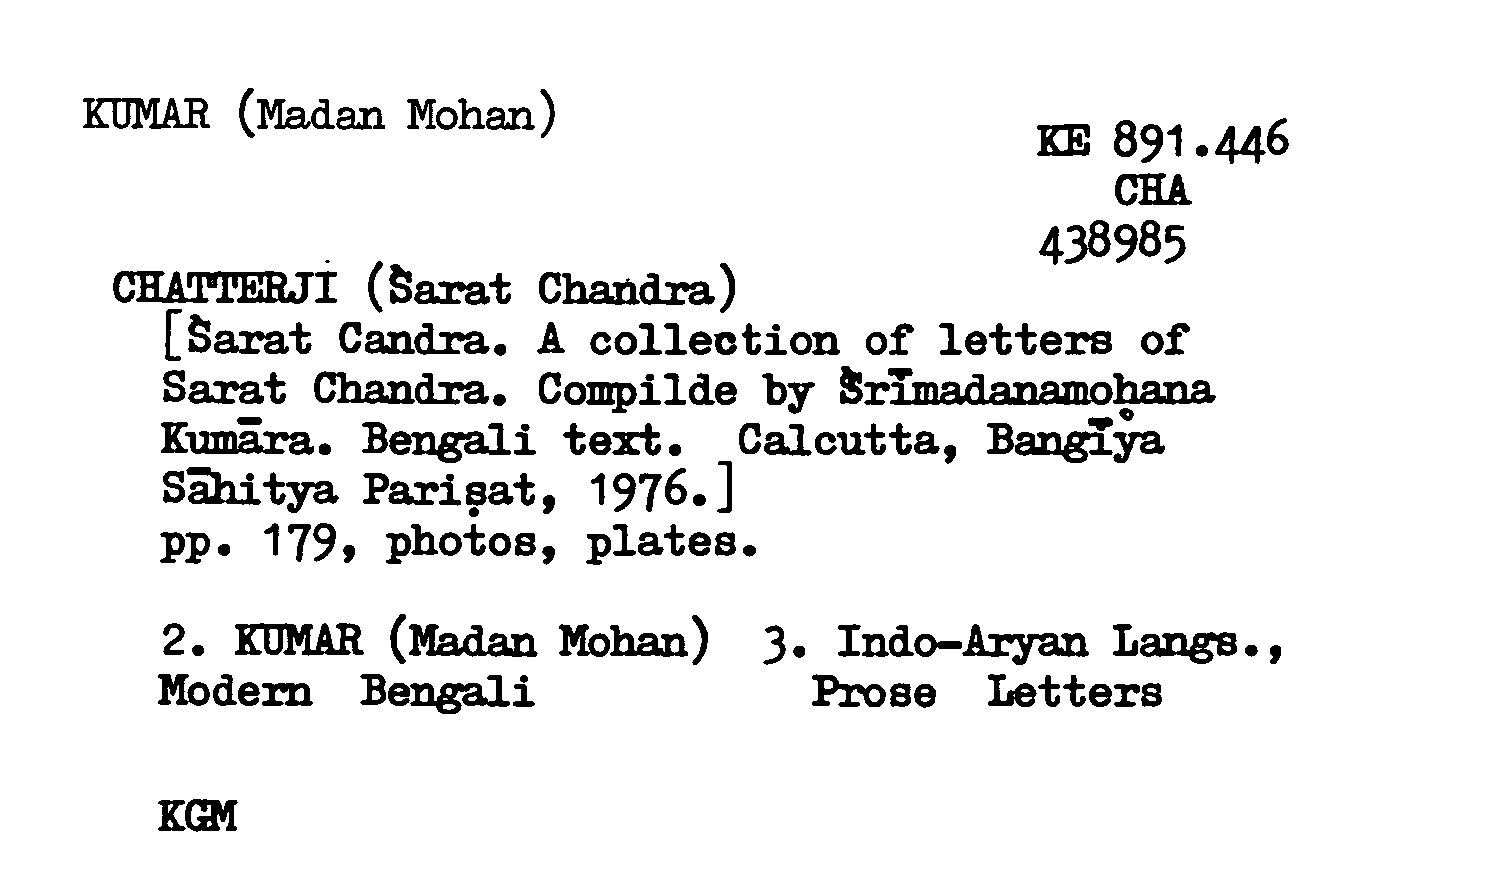 KUMAR (Madan Mohan)
KE 891.446
CHA
438985
CHATTERJI (Śarat Chandra)
[Śarat Candra. A collection of letters of
Sarat Chandra. Compilde by Śrīmadanamohana
Kumāra. Bengali text. Calcutta, Bangīẙa
Sāhitya Pariṣat, 1976.]
pp. 179, photos, plates.
2. KUMAR (Madan Mohan) 3. Indo-Aryan Langs.,
Modern Bengali Prose Letters
KGM